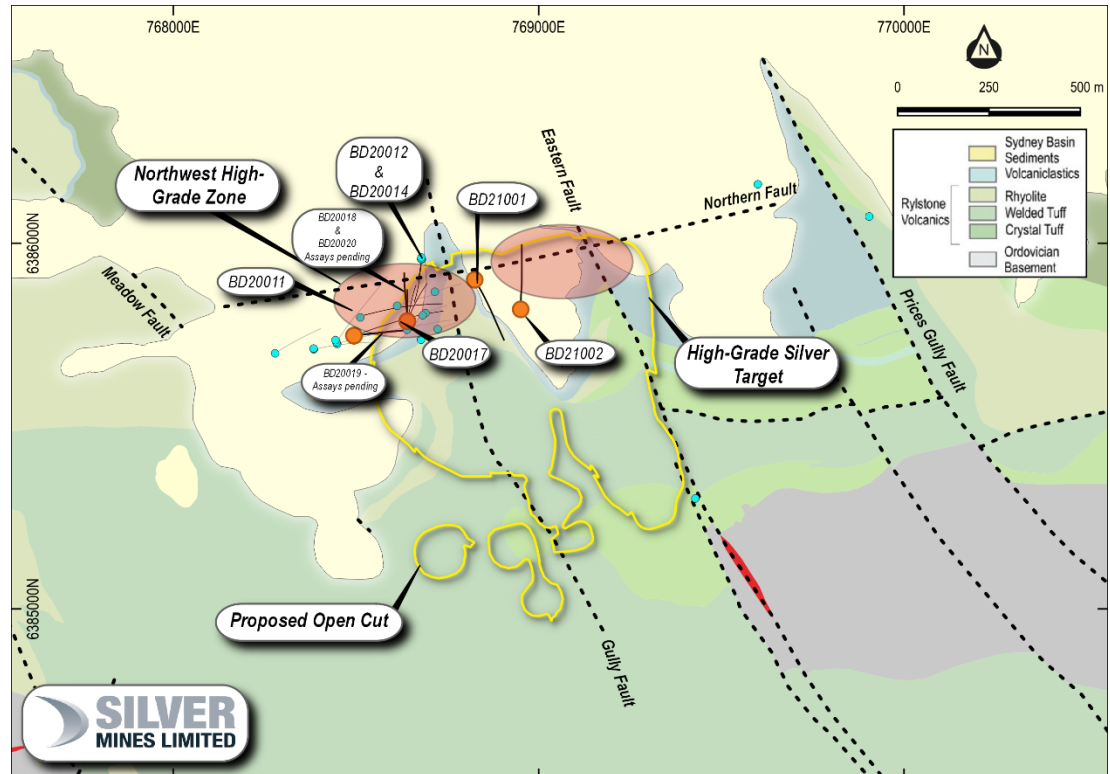 768000E
769000E
770000E
N
0 250 500 m
Sydney Basin
Sediments
Volcaniclastics
Rylstone
Volcanics
Rhyolite
Welded Tuff
Crystal Tuff
Ordovician
Basement
Eastern Fault
BD20012
&
BD20014
Northwest High-
Grade Zone
BD21001
Northern Fault
BD20018
&
BD20020
Assays pending
6386000N
Meadow Fault
BD20011
Prices Gully Fault
BD20017
BD21002
High-Grade Silver
Target
BD20019 -
Assays pending
6385000N
Proposed Open Cut
Gully Fault
SILVER
MINES LIMITED